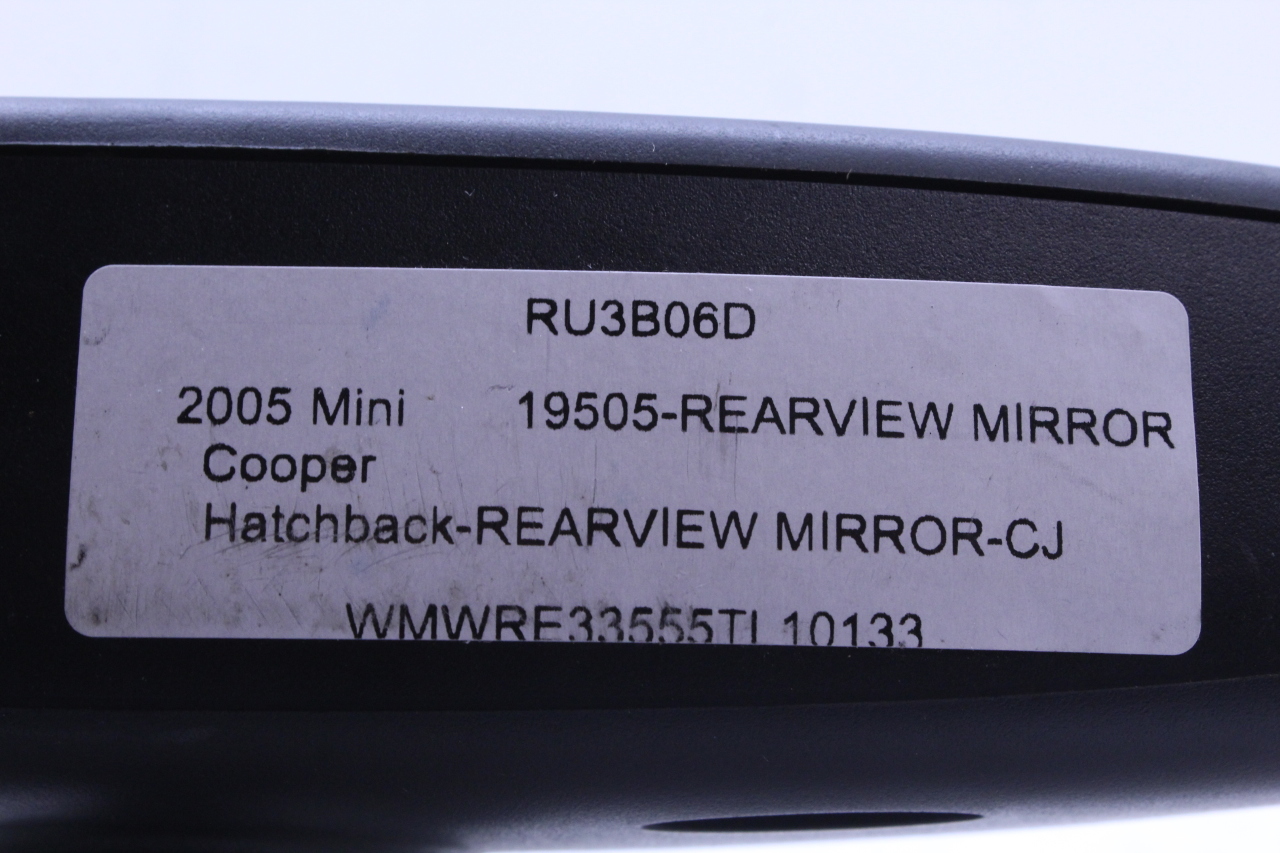 RU3B06D
2005 Mini 19505-REARVIEW MIRROR
Cooper
Hatchback-REARVIEW MIRROR-CJ
WMWRE33555TL10133